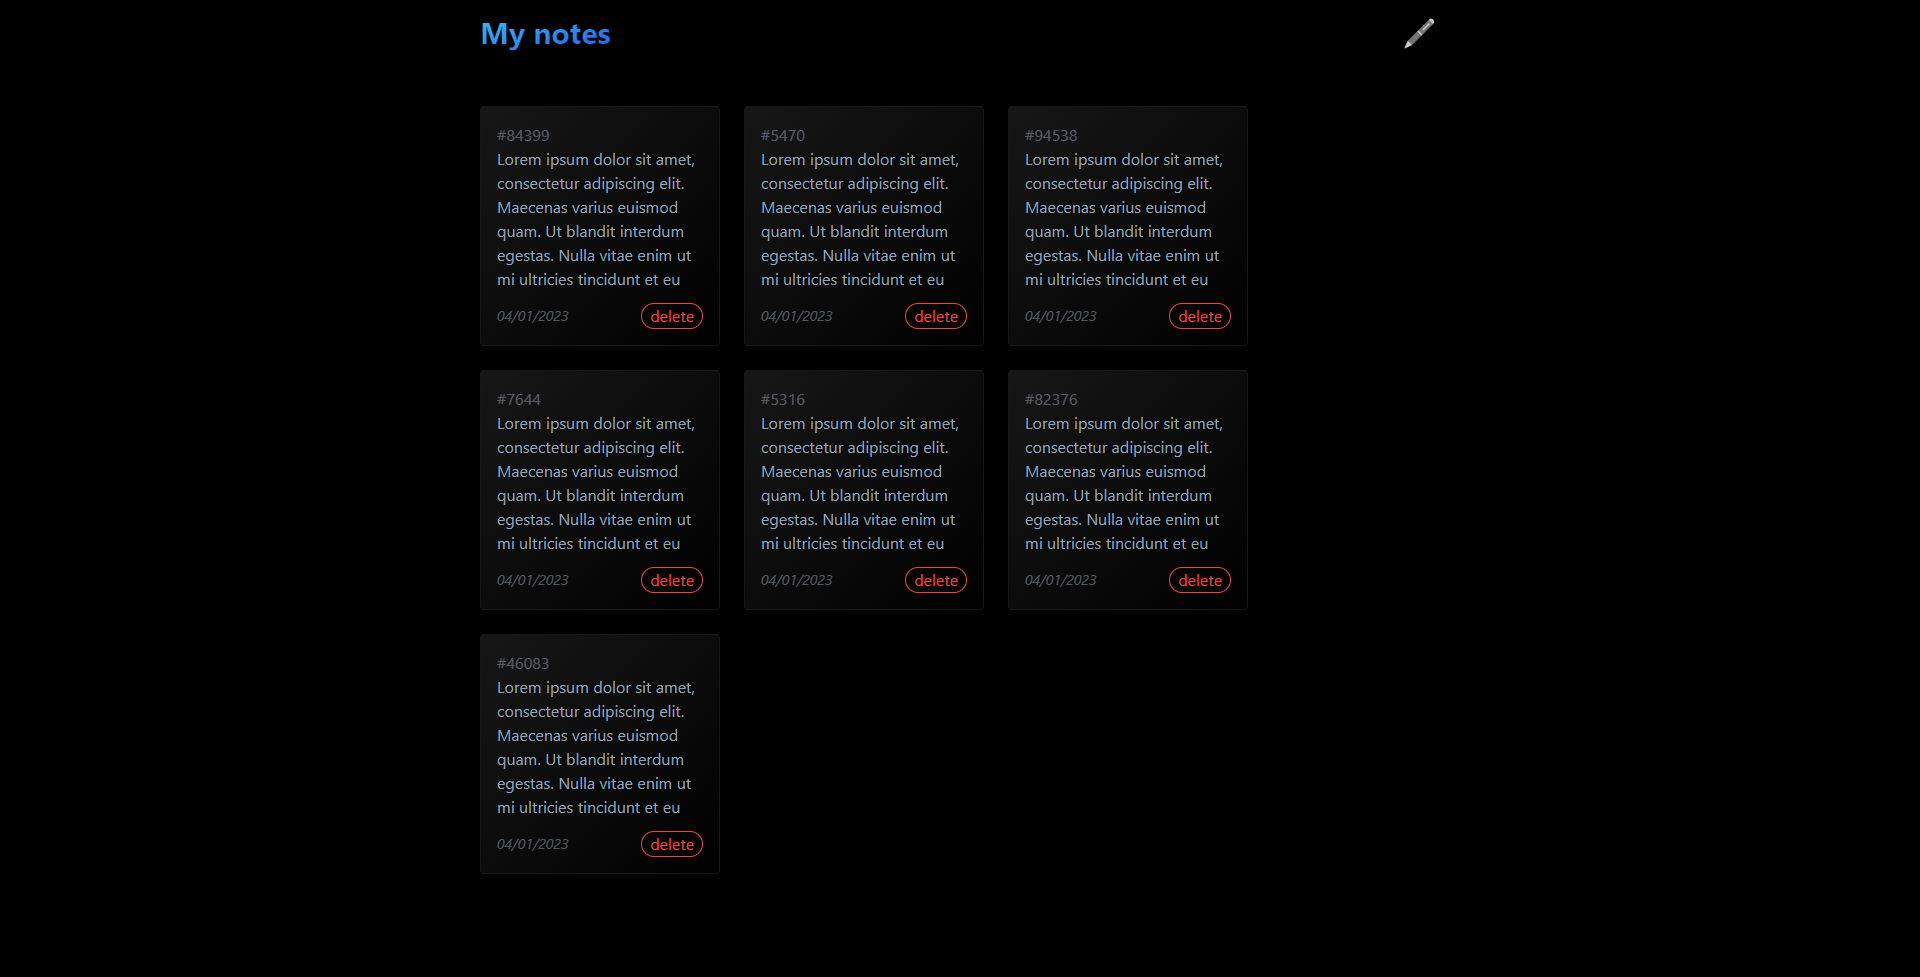 My notes
#84399
Lorem ipsum dolor sit amet,
consectetur adipiscing elit.
Maecenas varius euismod
quam. Ut blandit interdum
egestas. Nulla vitae enim ut
mi ultricies tincidunt et eu
04/01/2023 delete
#5470
Lorem ipsum dolor sit amet,
consectetur adipiscing elit.
Maecenas varius euismod
quam. Ut blandit interdum
egestas. Nulla vitae enim ut
mi ultricies tincidunt et eu
04/01/2023 delete
#94538
Lorem ipsum dolor sit amet,
consectetur adipiscing elit.
Maecenas varius euismod
quam. Ut blandit interdum
egestas. Nulla vitae enim ut
mi ultricies tincidunt et eu
04/01/2023 delete
#7644
Lorem ipsum dolor sit amet,
consectetur adipiscing elit.
Maecenas varius euismod
quam. Ut blandit interdum
egestas. Nulla vitae enim ut
mi ultricies tincidunt et eu
04/01/2023 delete
#5316
Lorem ipsum dolor sit amet,
consectetur adipiscing elit.
Maecenas varius euismod
quam. Ut blandit interdum
egestas. Nulla vitae enim ut
mi ultricies tincidunt et eu
04/01/2023 delete
#82376
Lorem ipsum dolor sit amet,
consectetur adipiscing elit.
Maecenas varius euismod
quam. Ut blandit interdum
egestas. Nulla vitae enim ut
mi ultricies tincidunt et eu
04/01/2023 delete
#46083
Lorem ipsum dolor sit amet,
consectetur adipiscing elit.
Maecenas varius euismod
quam. Ut blandit interdum
egestas. Nulla vitae enim ut
mi ultricies tincidunt et eu
04/01/2023 delete